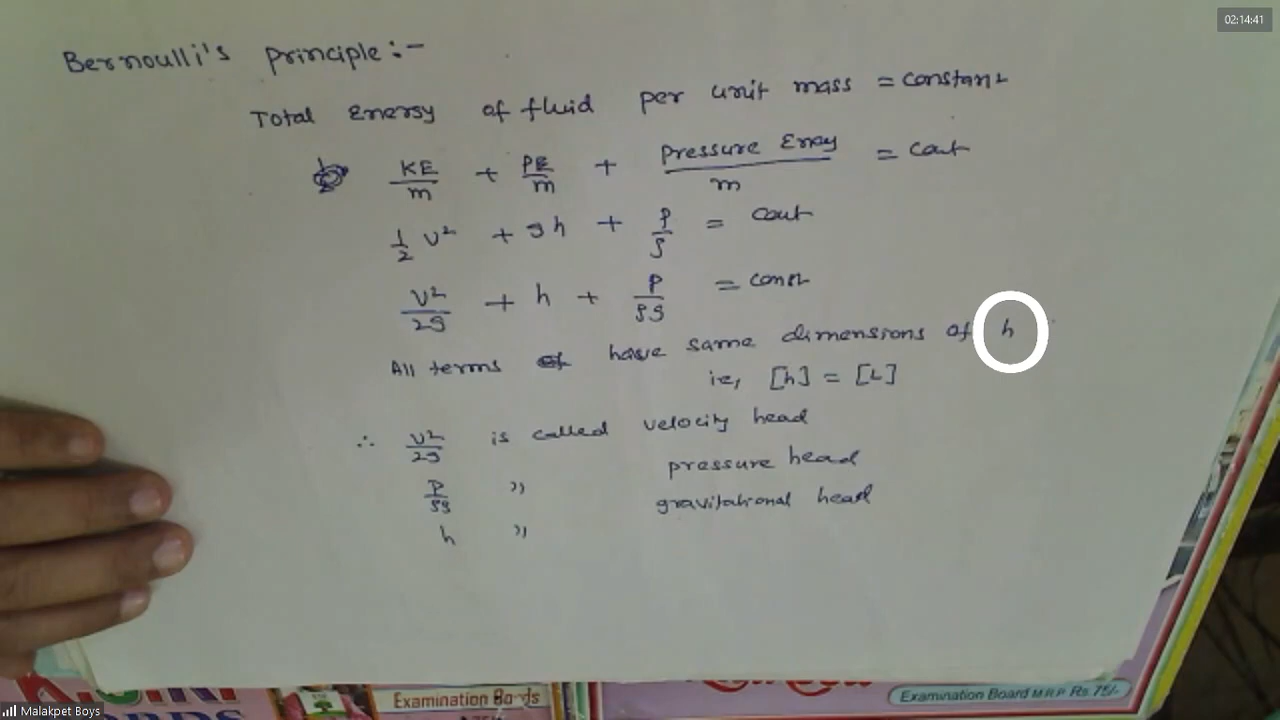 02:14:41
Bernoulli's principle:-
Total Energy of fluid per unit mass = constant
KE/m + PE/m + Pressure Energy/m = const
1/2 v² + gh + P/ρ = const
v²/2g + h + P/ρg = const
All terms have same dimensions of h
ie, [h] = [L]
∴ v²/2g is called velocity head
P/ρg " pressure head
h " gravitational head
Examination Boards
Examination Board M.R.P. Rs.75/-
Malakpet Boys